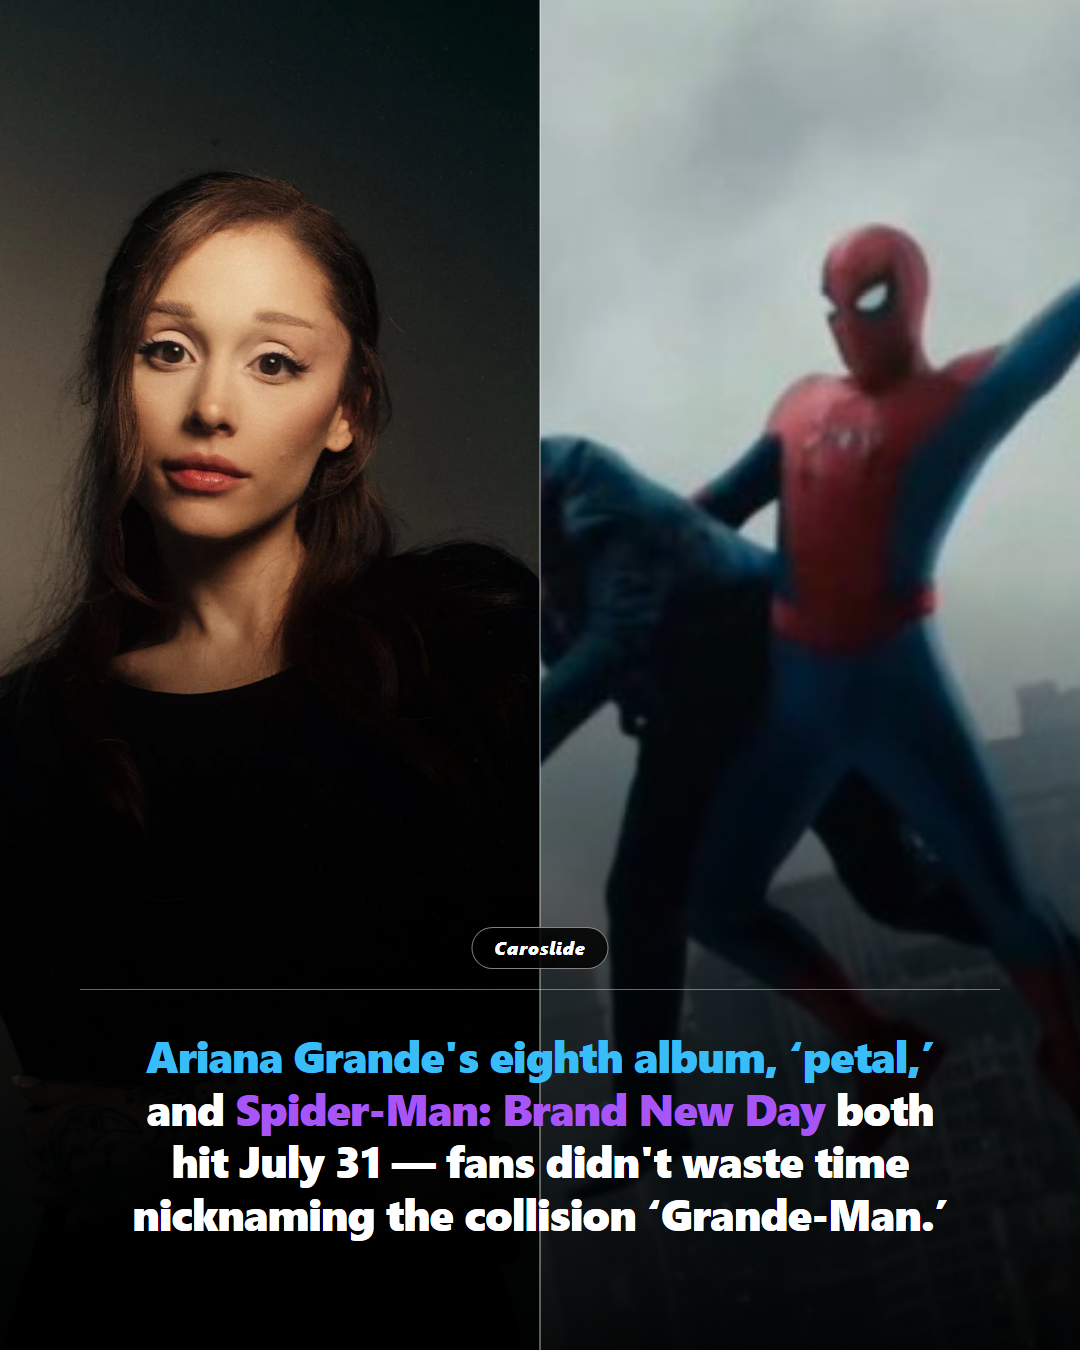 Caroslide
Ariana Grande's eighth album, ‘petal,’
and Spider-Man: Brand New Day both
hit July 31 — fans didn't waste time
nicknaming the collision ‘Grande-Man.’